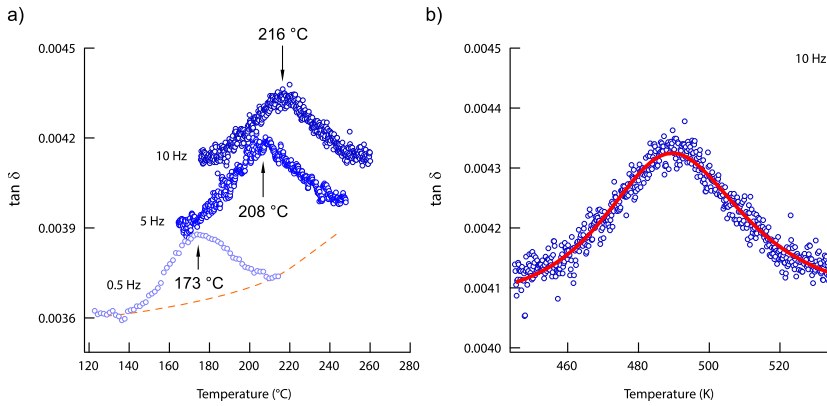 a)
216 °C
0.0045
0.0042
0.0039
0.0036
tan δ
10 Hz
5 Hz
208 °C
0.5 Hz
173 °C
120 140 160 180 200 220 240 260 280
Temperature (°C)
b)
10 Hz
0.0045
0.0044
0.0043
0.0042
0.0041
0.0040
tan δ
460 480 500 520
Temperature (K)